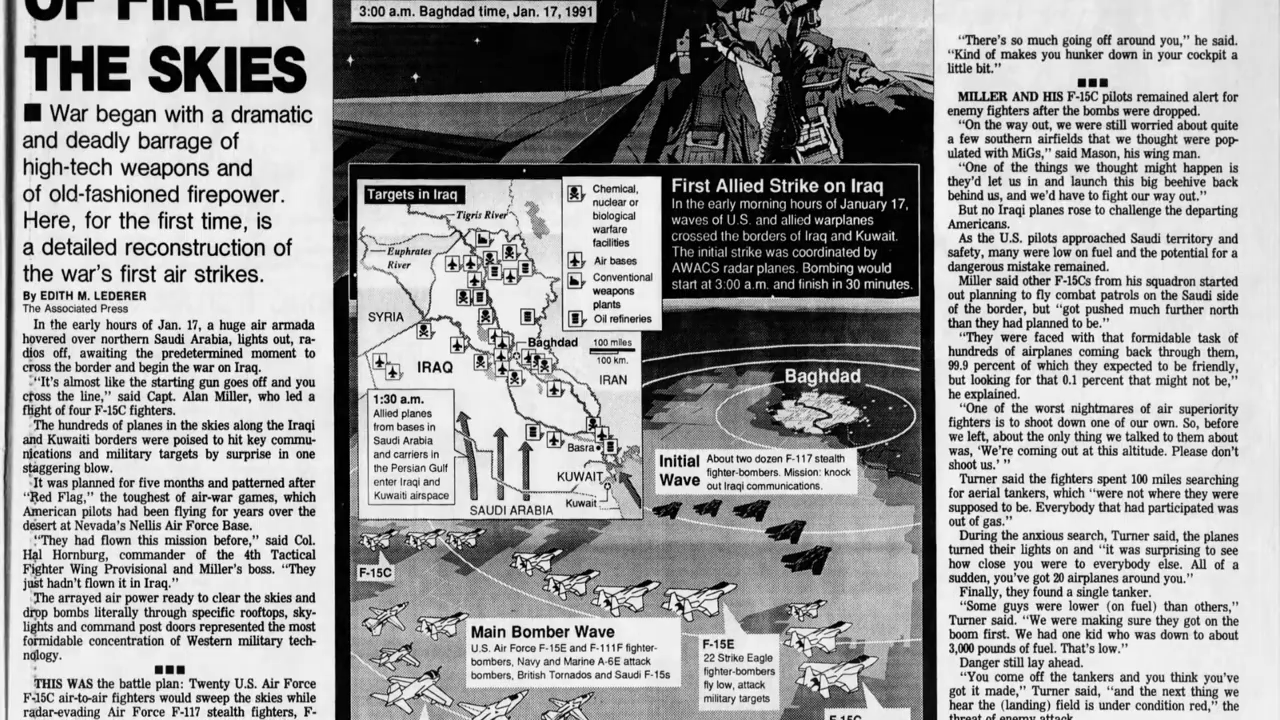 OF FIRE IN
THE SKIES
■ War began with a dramatic
and deadly barrage of
high-tech weapons and
of old-fashioned firepower.
Here, for the first time, is
a detailed reconstruction of
the war's first air strikes.
By EDITH M. LEDERER
The Associated Press
In the early hours of Jan. 17, a huge air armada
hovered over northern Saudi Arabia, lights out, ra-
dios off, awaiting the predetermined moment to
cross the border and begin the war on Iraq.
"It's almost like the starting gun goes off and you
cross the line," said Capt. Alan Miller, who led a
flight of four F-15C fighters.
The hundreds of planes in the skies along the Iraqi
and Kuwaiti borders were poised to hit key commu-
nications and military targets by surprise in one
staggering blow.
It was planned for five months and patterned after
"Red Flag," the toughest of air-war games, which
American pilots had been flying for years over the
desert at Nevada's Nellis Air Force Base.
"They had flown this mission before," said Col.
Hal Hornburg, commander of the 4th Tactical
Fighter Wing Provisional and Miller's boss. "They
just hadn't flown it in Iraq."
The arrayed air power ready to clear the skies and
drop bombs literally through specific rooftops, sky-
lights and command post doors represented the most
formidable concentration of Western military tech-
nology.
■■■
THIS WAS the battle plan: Twenty U.S. Air Force
F-15C air-to-air fighters would sweep the skies while
radar-evading Air Force F-117 stealth fighters, F-
3:00 a.m. Baghdad time, Jan. 17, 1991
Targets in Iraq
Tigris River
Euphrates
River
SYRIA
IRAQ
Baghdad
100 miles
100 km.
IRAN
Basra
KUWAIT
Kuwait
SAUDI ARABIA
1:30 a.m.
Allied planes
from bases in
Saudi Arabia
and carriers in
the Persian Gulf
enter Iraqi and
Kuwaiti airspace
Chemical,
nuclear or
biological
warfare
facilities
Air bases
Conventional
weapons
plants
Oil refineries
First Allied Strike on Iraq
In the early morning hours of January 17,
waves of U.S. and allied warplanes
crossed the borders of Iraq and Kuwait.
The initial strike was coordinated by
AWACS radar planes. Bombing would
start at 3:00 a.m. and finish in 30 minutes.
Baghdad
Initial
Wave
About two dozen F-117 stealth
fighter-bombers. Mission: knock
out Iraqi communications.
F-15C
Main Bomber Wave
U.S. Air Force F-15E and F-111F fighter-
bombers, Navy and Marine A-6E attack
bombers, British Tornados and Saudi F-15s
F-15E
22 Strike Eagle
fighter-bombers
fly low, attack
military targets
F-15C
"There's so much going off around you," he said.
"Kind of makes you hunker down in your cockpit a
little bit."
■■■
MILLER AND HIS F-15C pilots remained alert for
enemy fighters after the bombs were dropped.
"On the way out, we were still worried about quite
a few southern airfields that we thought were pop-
ulated with MiGs," said Mason, his wing man.
"One of the things we thought might happen is
they'd let us in and launch this big beehive back
behind us, and we'd have to fight our way out."
But no Iraqi planes rose to challenge the departing
Americans.
As the U.S. pilots approached Saudi territory and
safety, many were low on fuel and the potential for a
dangerous mistake remained.
Miller said other F-15Cs from his squadron started
out planning to fly combat patrols on the Saudi side
of the border, but "got pushed much further north
than they had planned to be."
"They were faced with that formidable task of
hundreds of airplanes coming back through them,
99.9 percent of which they expected to be friendly,
but looking for that 0.1 percent that might not be,"
he explained.
"One of the worst nightmares of air superiority
fighters is to shoot down one of our own. So, before
we left, about the only thing we talked to them about
was, 'We're coming out at this altitude. Please don't
shoot us.' "
Turner said the fighters spent 100 miles searching
for aerial tankers, which "were not where they were
supposed to be. Everybody that had participated was
out of gas."
During the anxious search, Turner said, the planes
turned their lights on and "it was surprising to see
how close you were to everybody else. All of a
sudden, you've got 20 airplanes around you."
Finally, they found a single tanker.
"Some guys were lower (on fuel) than others,"
Turner said. "We were making sure they got on the
boom first. We had one kid who was down to about
3,000 pounds of fuel. That's low."
Danger still lay ahead.
"You come off the tankers and you think you've
got it made," Turner said, "and the next thing we
hear the (landing) field is under condition red," the
threat of enemy attack.